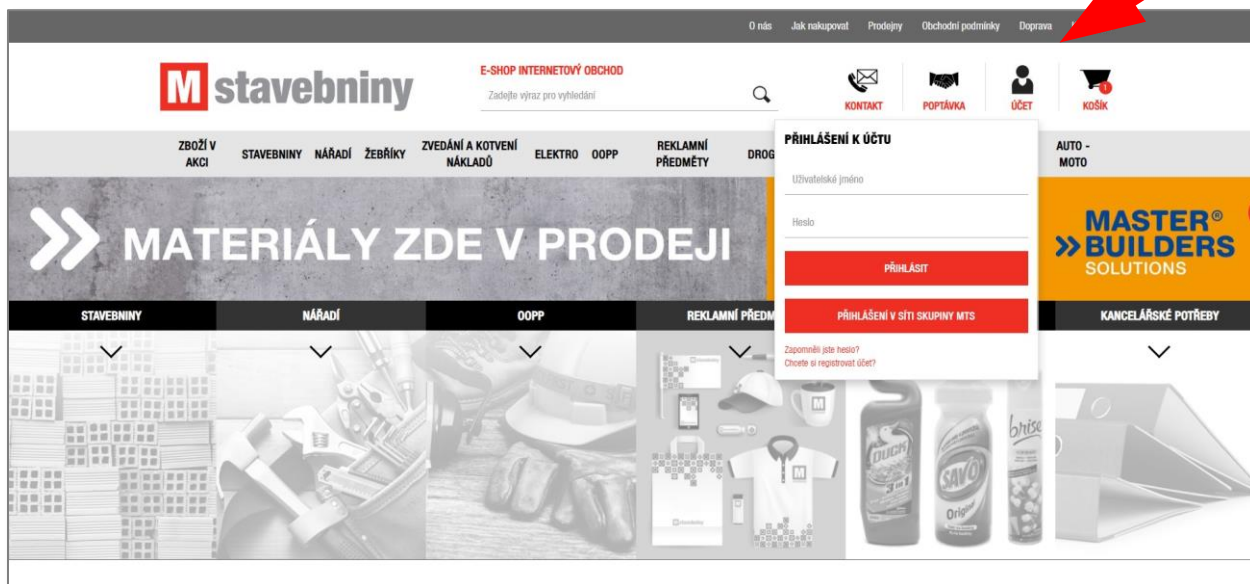 O nás Jak nakupovat Prodejny Obchodní podmínky Doprava
M stavebniny
E-SHOP INTERNETOVÝ OBCHOD
Zadejte výraz pro vyhledání
KONTAKT POPTÁVKA ÚČET KOŠÍK
1
ZBOŽÍ V
AKCI
STAVEBNINY NÁŘADÍ ŽEBŘÍKY
ZVEDÁNÍ A KOTVENÍ
NÁKLADŮ
ELEKTRO OOPP
REKLAMNÍ
PŘEDMĚTY
DROG
AUTO -
MOTO
PŘIHLÁŠENÍ K ÚČTU
Uživatelské jméno
Heslo
PŘIHLÁSIT
PŘIHLÁŠENÍ V SÍTI SKUPINY MTS
Zapomněli jste heslo?
Chcete si registrovat účet?
MATERIÁLY ZDE V PRODEJI
MASTER®
BUILDERS
SOLUTIONS
STAVEBNINY NÁŘADÍ OOPP REKLAMNÍ PŘEDM KANCELÁŘSKÉ POTŘEBY
M
M
stavebniny
DUCK
3in1
SAVO
Original
brise